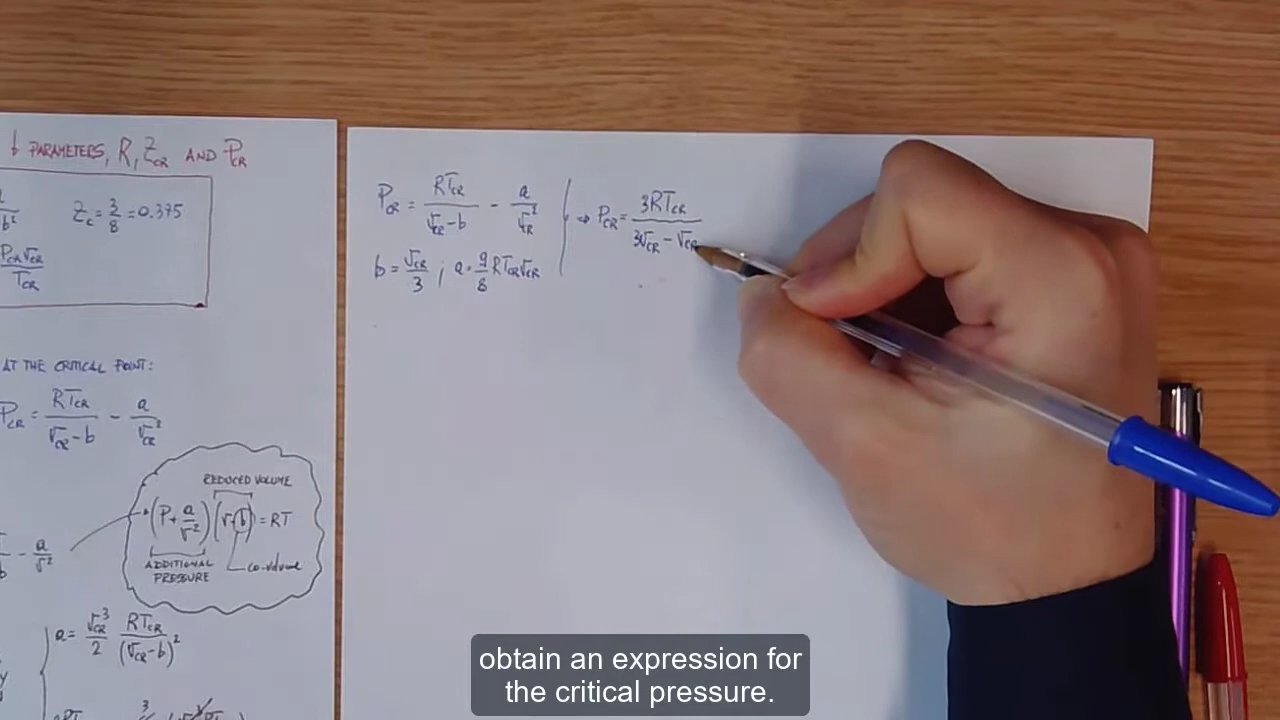 b PARAMETERS, R, Z_CR AND P_CR
b²
Z_c = 3/8 = 0.375
P_CR v_CR / T_CR
AT THE CRITICAL POINT:
P_CR = RT_CR / (v_CR - b) - a / v_CR²
REDUCED VOLUME
(P + a/v²)(v - b) = RT
ADDITIONAL PRESSURE
CO-VOLUME
b - a/v²
a = v_CR³/2 RT_CR / (v_CR - b)²
P_CR = RT_CR / (v_CR - b) - a / v_CR²
b = v_CR/3 ; a = 9/8 RT_CR v_CR
⇒ P_CR = 3RT_CR / (3v_CR - v_CR
obtain an expression for
the critical pressure.